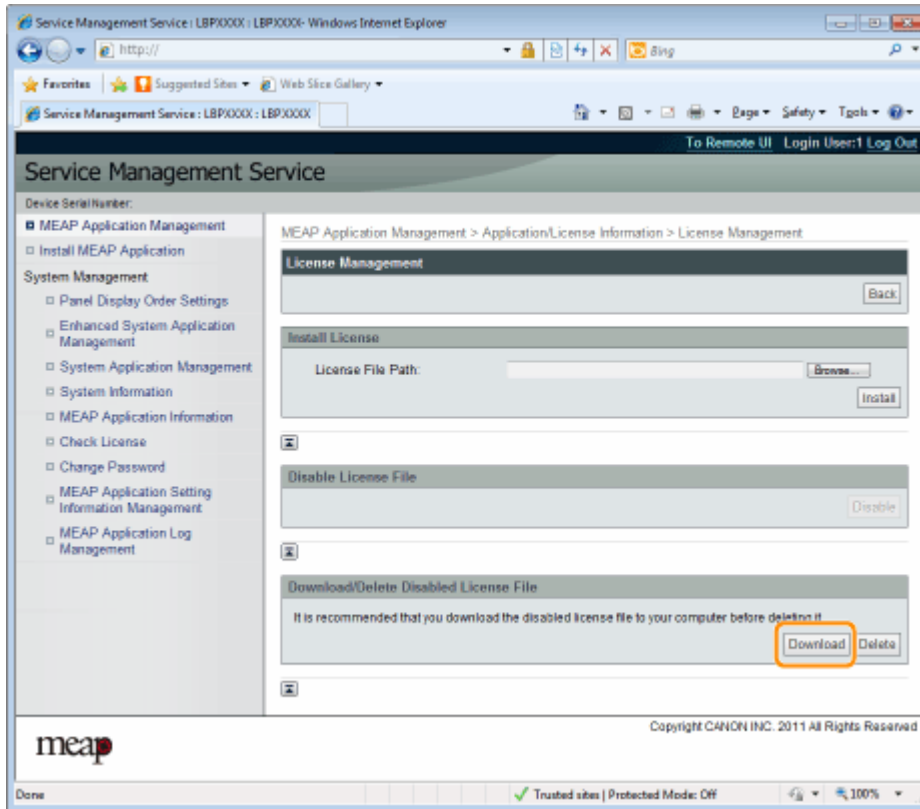 Service Management Service : LBPXXXX : LBPXXXX- Windows Internet Explorer
http://
Bing
Favorites Suggested Sites Web Slice Gallery
Service Management Service : LBPXXXX : LBPXXXX
Page Safety Tools
To Remote UI Login User:1 Log Out
Service Management Service
Device Serial Number:
MEAP Application Management
Install MEAP Application
System Management
Panel Display Order Settings
Enhanced System Application
Management
System Application Management
System Information
MEAP Application Information
Check License
Change Password
MEAP Application Setting
Information Management
MEAP Application Log
Management
MEAP Application Management > Application/License Information > License Management
License Management
Back
Install License
License File Path:
Browse...
Install
Disable License File
Disable
Download/Delete Disabled License File
It is recommended that you download the disabled license file to your computer before deleting it.
Download Delete
Copyright CANON INC. 2011 All Rights Reserved
meap
Done
Trusted sites | Protected Mode: Off
100%